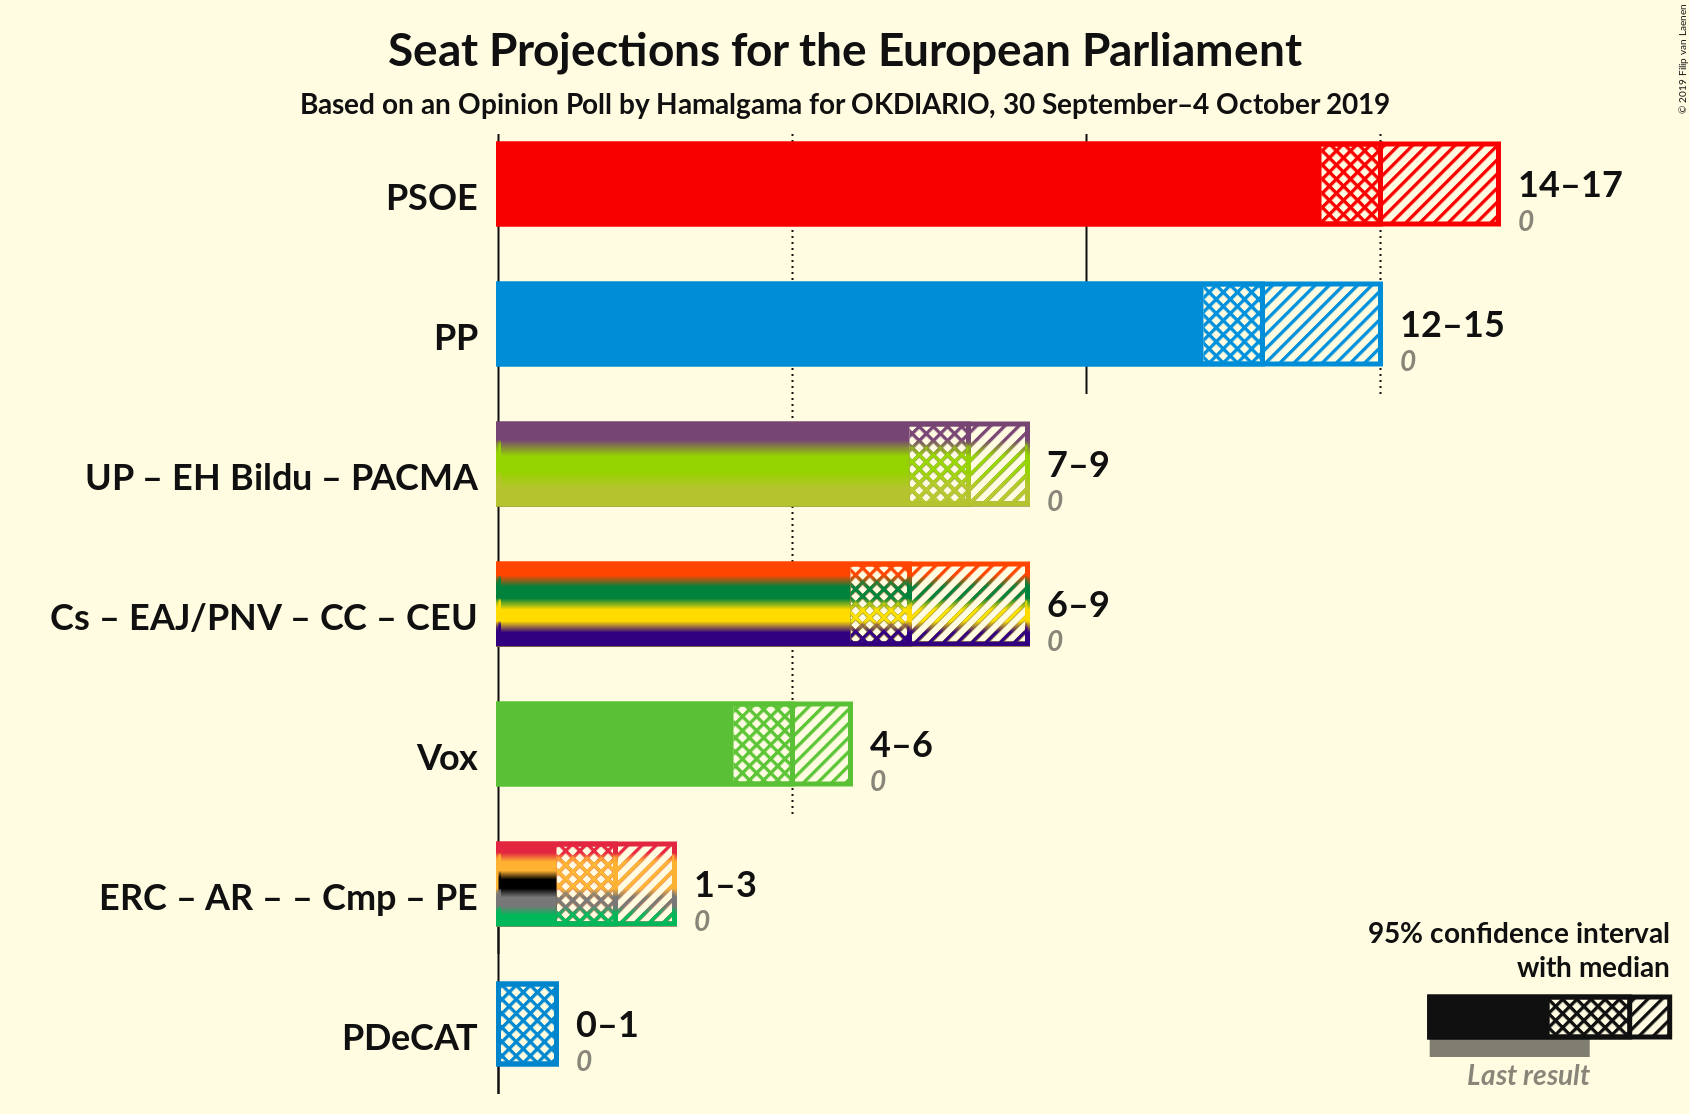 Seat Projections for the European Parliament
Based on an Opinion Poll by Hamalgama for OKDIARIO, 30 September–4 October 2019
© 2019 Filip van Laenen
PSOE
14–17
0
PP
12–15
0
UP – EH Bildu – PACMA
7–9
0
Cs – EAJ/PNV – CC – CEU
6–9
0
Vox
4–6
0
ERC – AR – – Cmp – PE
1–3
0
PDeCAT
0–1
0
95% confidence interval
with median
Last result